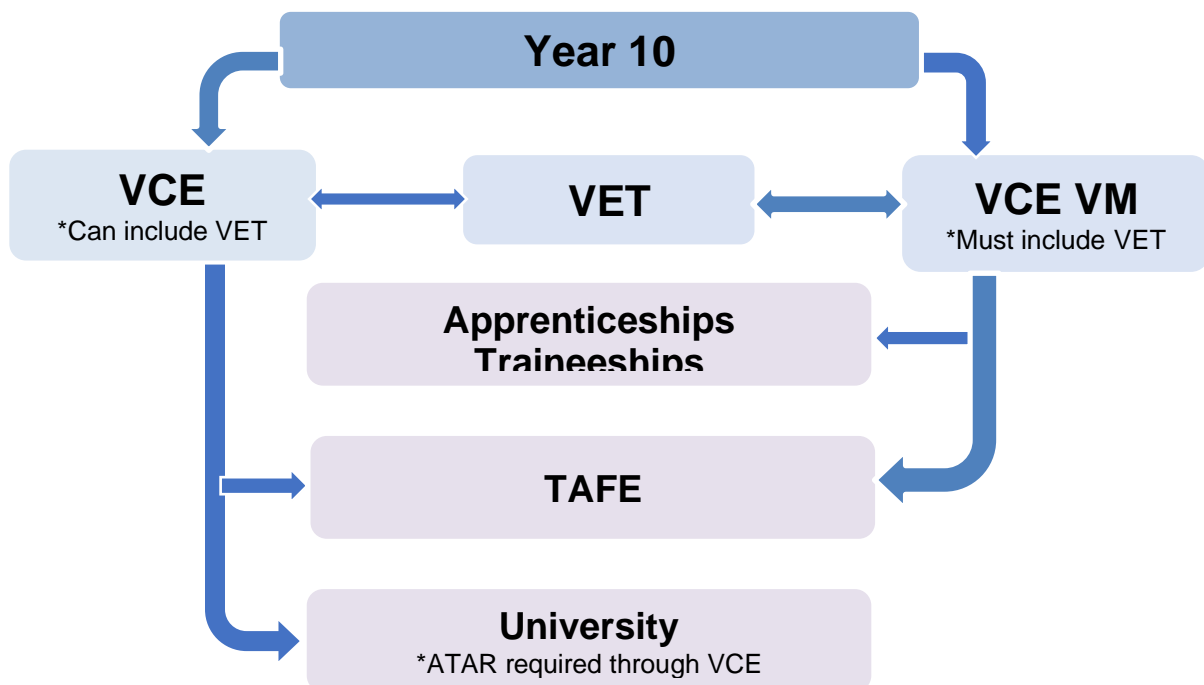 Year 10
VCE
*Can include VET
VET
VCE VM
*Must include VET
Apprenticeships
Traineeships
TAFE
University
*ATAR required through VCE